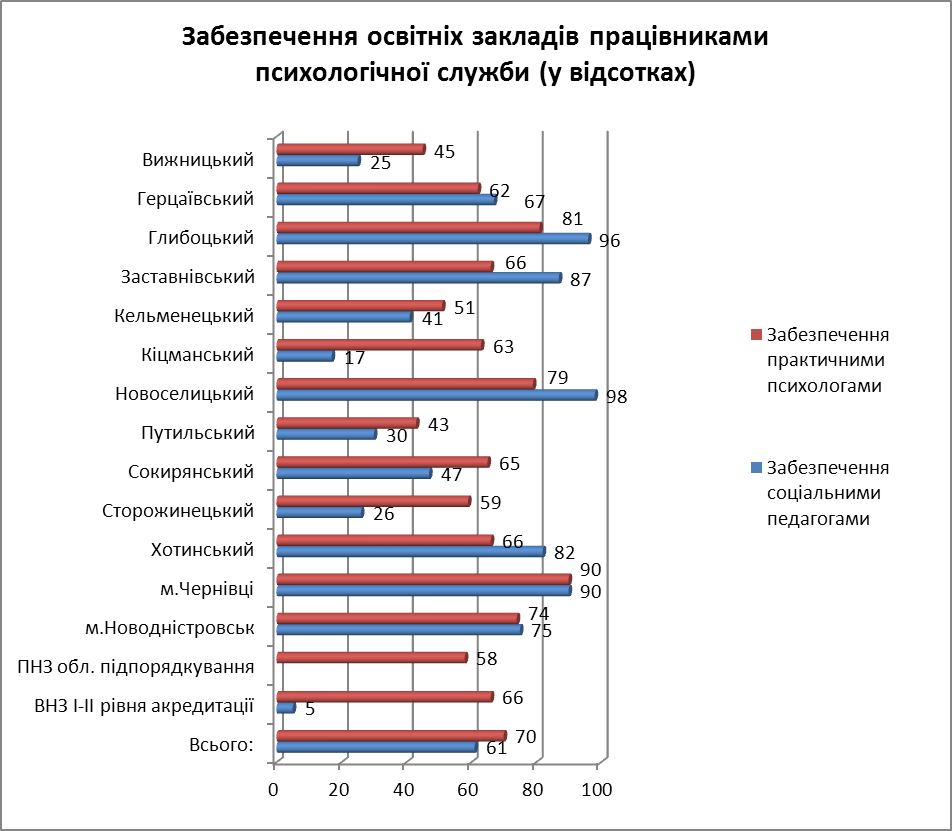 Забезпечення освітніх закладів працівниками
психологічної служби (у відсотках)
Вижницький 45
25
Герцаївський 62
67
Глибоцький 81
96
Заставнівський 66
87
Кельменецький 51
41
Кіцманський 63
17
Новоселицький 79
98
Путильський 43
30
Сокирянський 65
47
Сторожинецький 59
26
Хотинський 66
82
м.Чернівці 90
90
м.Новодністровськ 74
75
ПНЗ обл. підпорядкування 58
ВНЗ І-ІІ рівня акредитації 66
5
Всього: 70
61
0 20 40 60 80 100
Забезпечення
практичними
психологами
Забезпечення
соціальними
педагогами